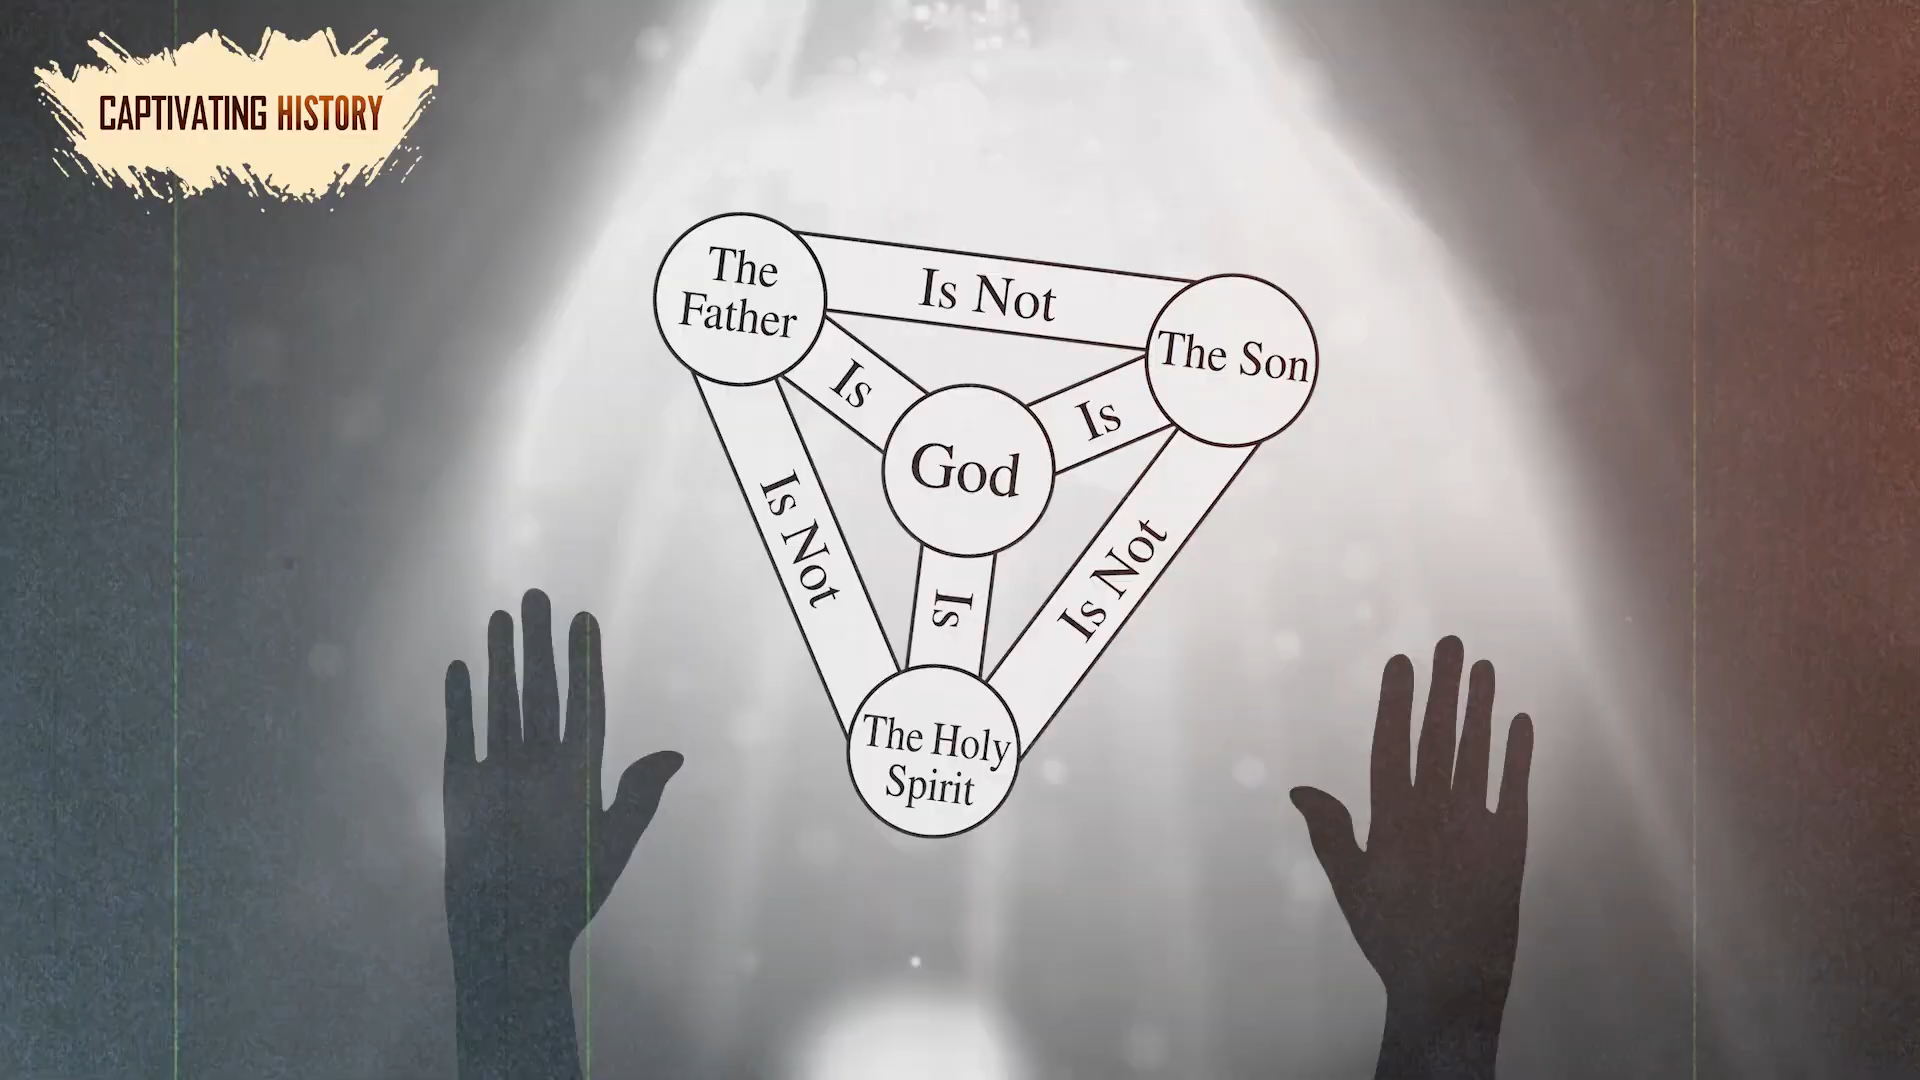 CAPTIVATING HISTORY
The
Father
Is Not
The Son
Is
Is
God
Is Not
Is
Is Not
The Holy
Spirit